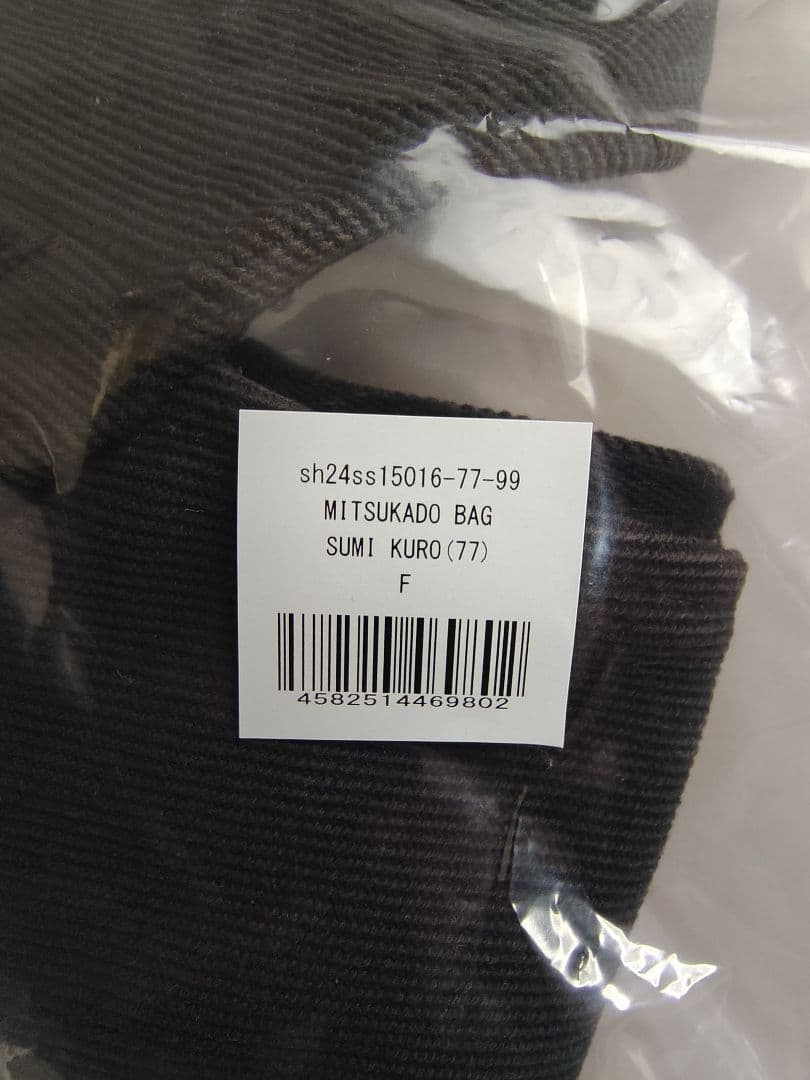 sh24ss15016-77-99
MITSUKADO BAG
SUMI KURO(77)
F
4582514469802